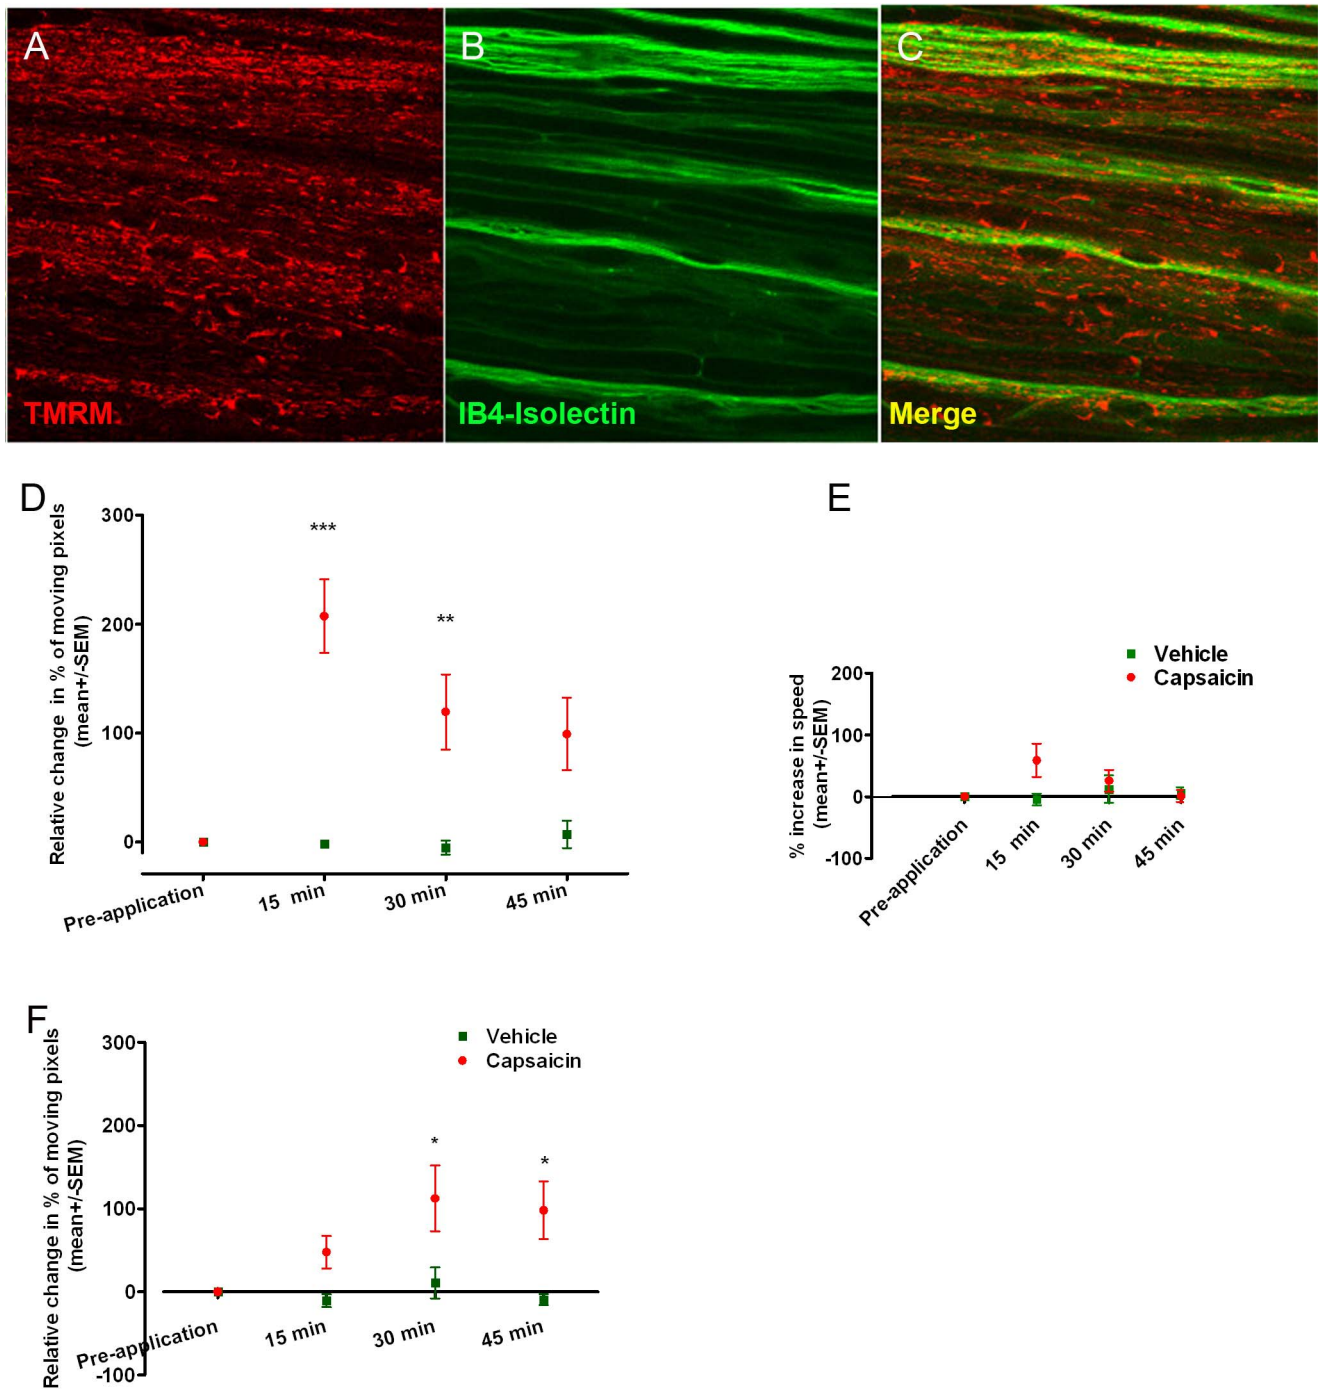 A
B
C
TMRM
IB4-Isolectin
Merge
D
Relative change in % of moving pixels
(mean+/-SEM)
300
200
100
0
***
**
Pre-application
15 min
30 min
45 min
E
% increase in speed
(mean+/-SEM)
200
100
0
-100
Vehicle
Capsaicin
Pre-application
15 min
30 min
45 min
F
Relative change in % of moving pixels
(mean+/-SEM)
300
200
100
0
-100
Vehicle
Capsaicin
*
*
Pre-application
15 min
30 min
45 min